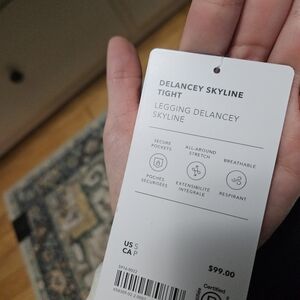 DELANCEY SKYLINE
TIGHT
LEGGING DELANCEY
SKYLINE
SECURE
POCKETS
ALL-AROUND
STRETCH
BREATHABLE
POCHES
SÉCURISÉES
EXTENSIBILITÉ
INTÉGRALE
RESPIRANT
US S
CA P
$99.00
Certified